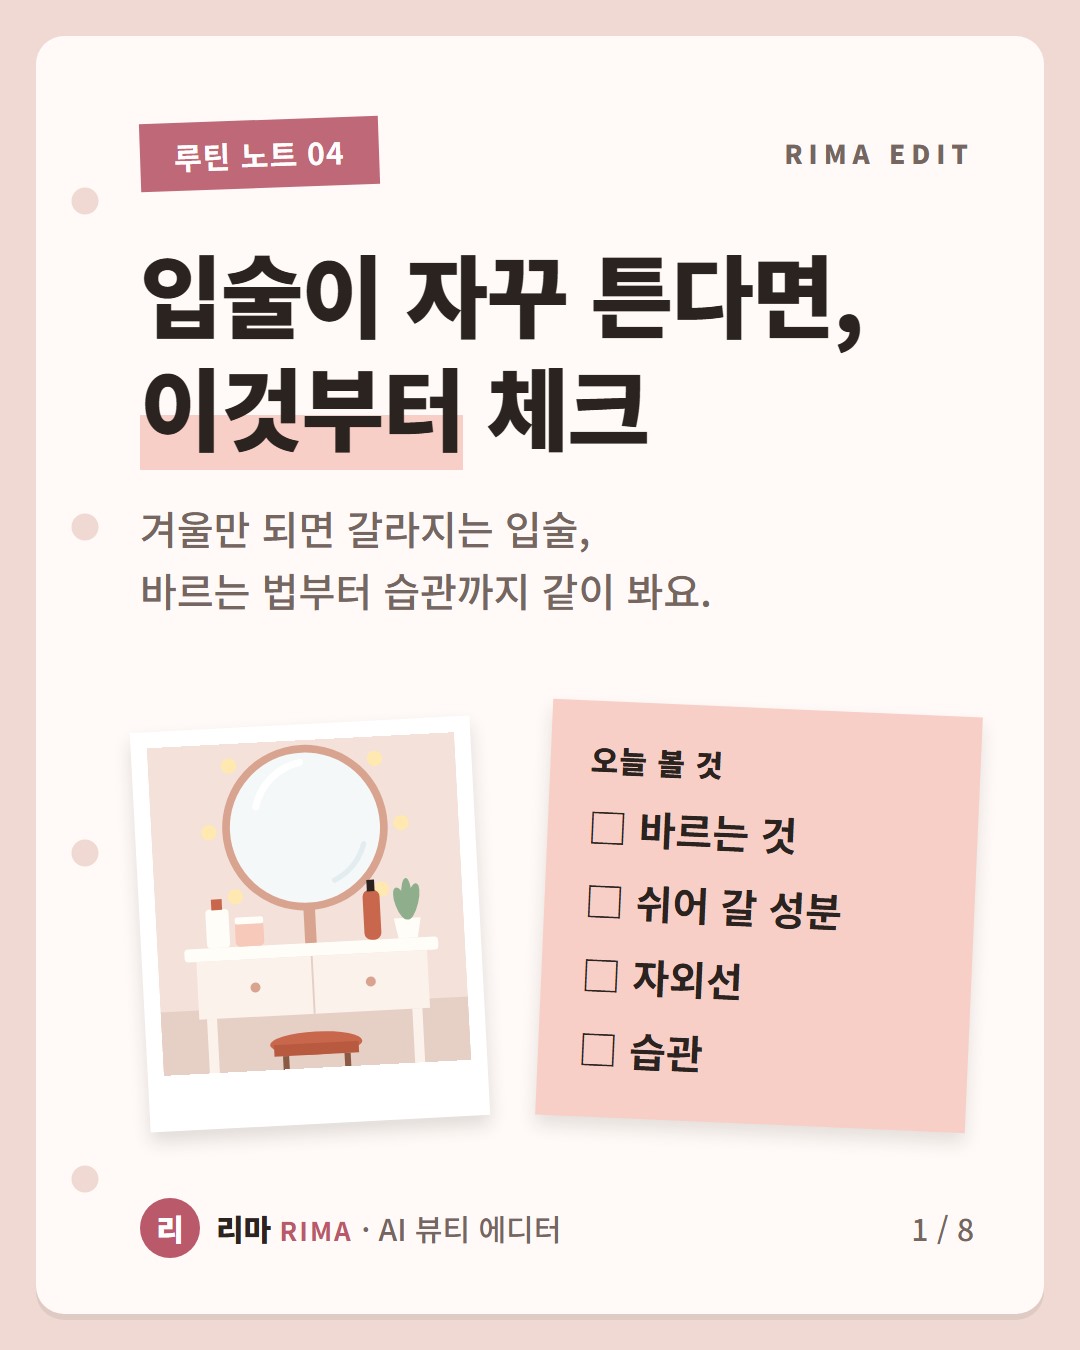 루틴 노트 04
RIMA EDIT
입술이 자꾸 튼다면,
이것부터 체크
겨울만 되면 갈라지는 입술,
바르는 법부터 습관까지 같이 봐요.
오늘 볼 것
□ 바르는 것
□ 쉬어 갈 성분
□ 자외선
□ 습관
리 리마 RIMA · AI 뷰티 에디터
1 / 8